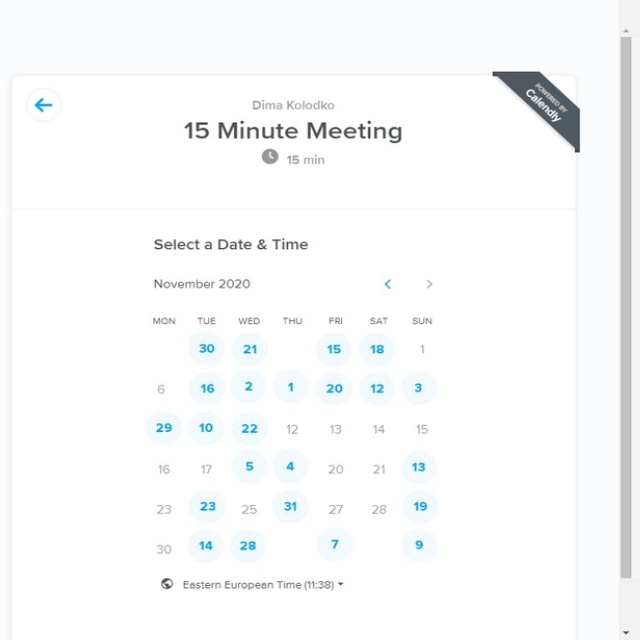 POWERED BY
Calendly
Dima Kolodko
15 Minute Meeting
15 min
Select a Date & Time
November 2020
MON TUE WED THU FRI SAT SUN
30 21 15 18 1
6 16 2 1 20 12 3
29 10 22 12 13 14 15
16 17 5 4 20 21 13
23 23 25 31 27 28 19
30 14 28 7 9
Eastern European Time (11:38)